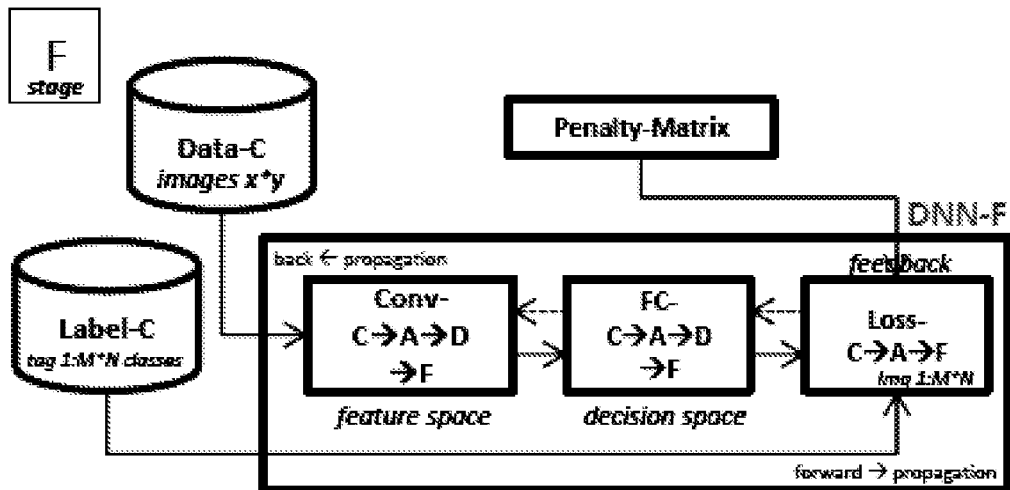 F
stage
Data-C
images x*y
Penalty-Matrix
DNN-F
back ← propagation
feedback
Label-C
tag 1:M*N classes
Conv-
C→A→D
→F
feature space
FC-
C→A→D
→F
decision space
Loss-
C→A→F
Img 1:M*N
forward → propagation